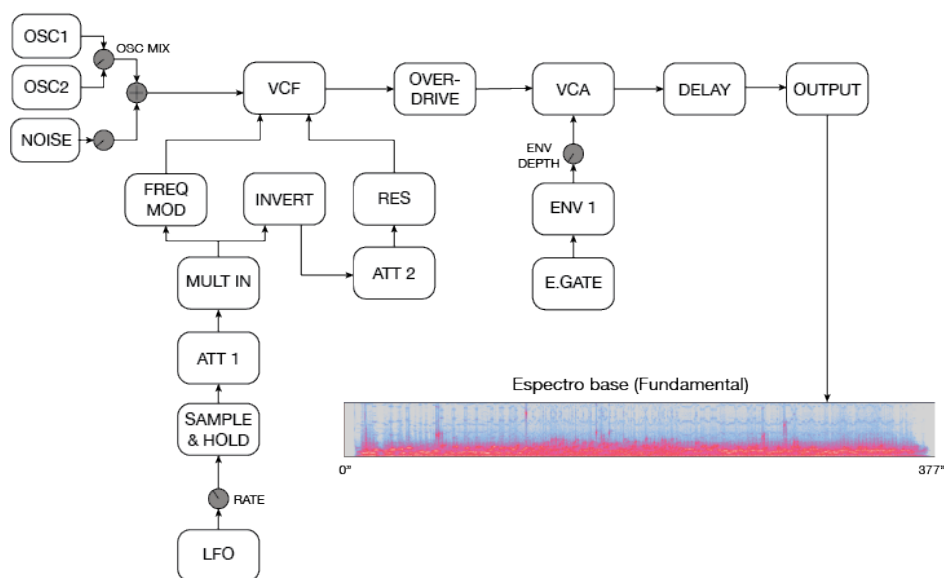 OSC1
OSC MIX
OSC2
NOISE
VCF
OVER-
DRIVE
VCA
DELAY
OUTPUT
ENV
DEPTH
FREQ
MOD
INVERT
RES
ENV 1
MULT IN
ATT 2
E.GATE
ATT 1
SAMPLE
& HOLD
RATE
LFO
Espectro base (Fundamental)
0”
377”